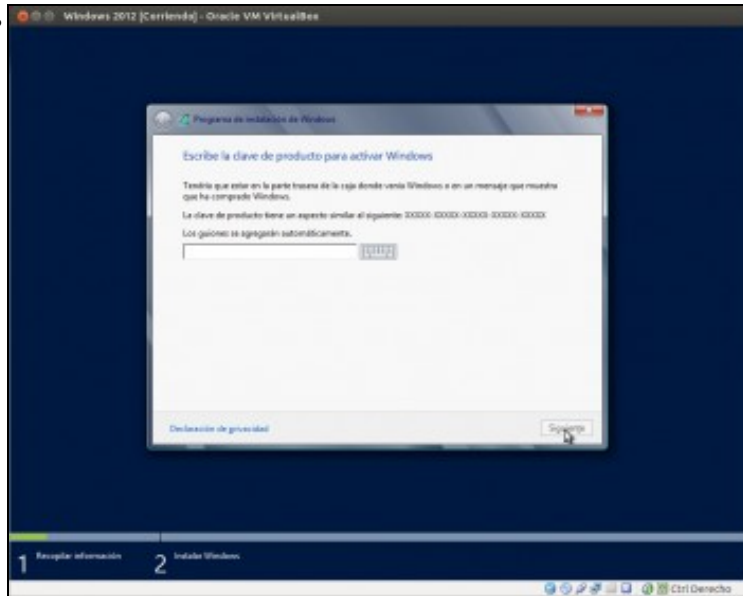 Windows 2012 [Corriendo] - Oracle VM VirtualBox
Programa de instalación de Windows
Escribe la clave de producto para activar Windows
Tendría que estar en la parte trasera de la caja donde venía Windows o en un mensaje que muestra
que ha comprado Windows.
La clave de producto tiene un aspecto similar al siguiente: XXXXX-XXXXX-XXXXX-XXXXX-XXXXX
Los guiones se agregarán automáticamente.
Declaración de privacidad
Siguiente
1 Recopilar información
2 Instalar Windows
Ctrl Derecho